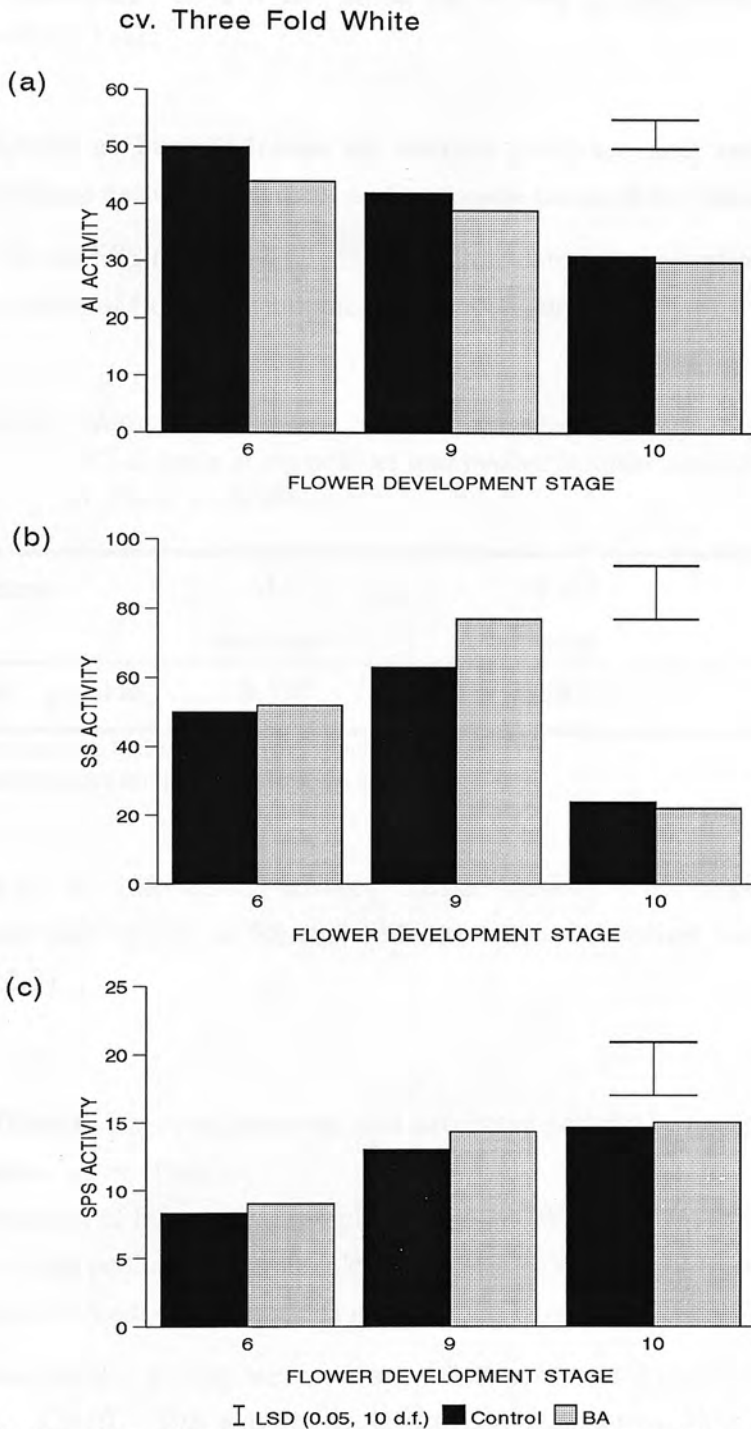 cv. Three Fold White
(a)
60
50
40
30
20
10
0
AI ACTIVITY
6 9 10
FLOWER DEVELOPMENT STAGE
(b)
100
80
60
40
20
0
SS ACTIVITY
6 9 10
FLOWER DEVELOPMENT STAGE
(c)
25
20
15
10
5
0
SPS ACTIVITY
6 9 10
FLOWER DEVELOPMENT STAGE
LSD (0.05, 10 d.f.) Control BA